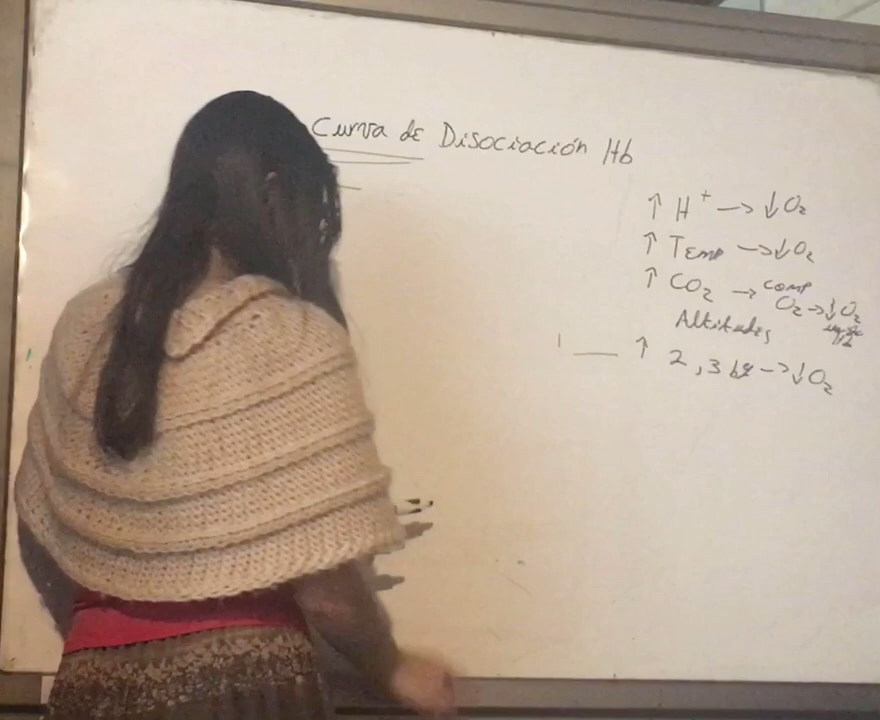 Curva de Disociación Hb
↑ H⁺ → ↓ O₂
↑ Temp → ↓ O₂
↑ CO₂ → comp
O₂ → ↓ O₂
Altitudes
↑ 2,3 → ↓ O₂